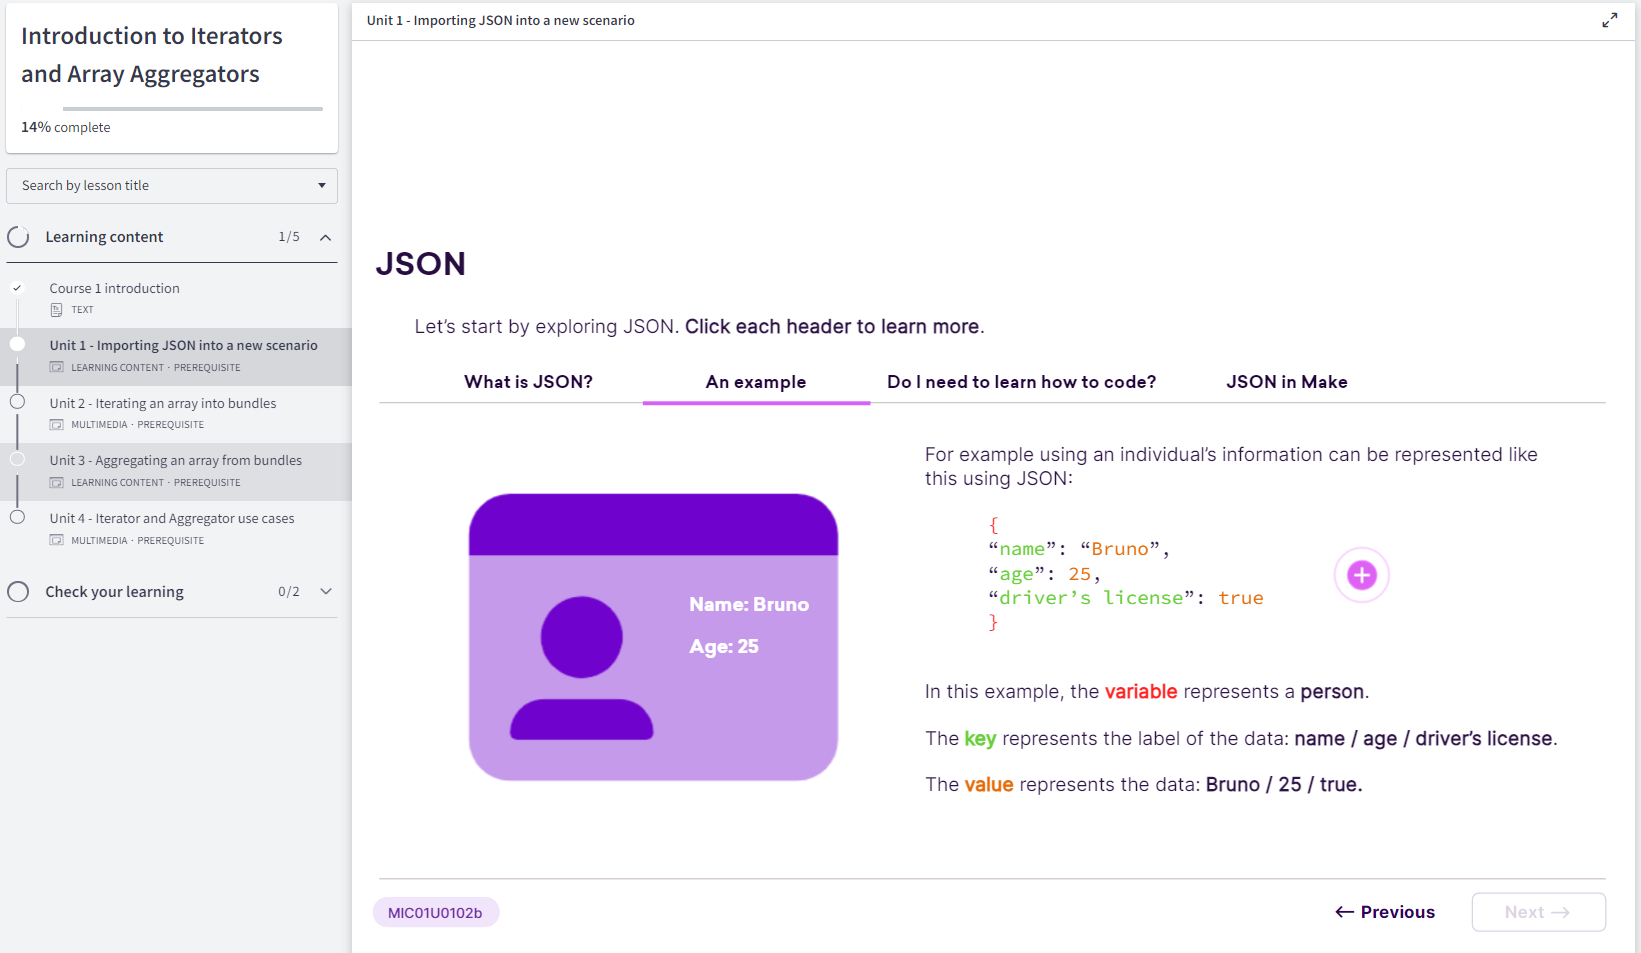 Introduction to Iterators
and Array Aggregators
14% complete
Search by lesson title
Learning content 1/5
Course 1 introduction
TEXT
Unit 1 - Importing JSON into a new scenario
LEARNING CONTENT · PREREQUISITE
Unit 2 - Iterating an array into bundles
MULTIMEDIA · PREREQUISITE
Unit 3 - Aggregating an array from bundles
LEARNING CONTENT · PREREQUISITE
Unit 4 - Iterator and Aggregator use cases
MULTIMEDIA · PREREQUISITE
Check your learning 0/2
Unit 1 - Importing JSON into a new scenario
JSON
Let’s start by exploring JSON. Click each header to learn more.
What is JSON? An example Do I need to learn how to code? JSON in Make
Name: Bruno
Age: 25
For example using an individual’s information can be represented like
this using JSON:
{
“name”: “Bruno”,
“age”: 25,
“driver’s license”: true
}
In this example, the variable represents a person.
The key represents the label of the data: name / age / driver’s license.
The value represents the data: Bruno / 25 / true.
MIC01U0102b
← Previous Next →